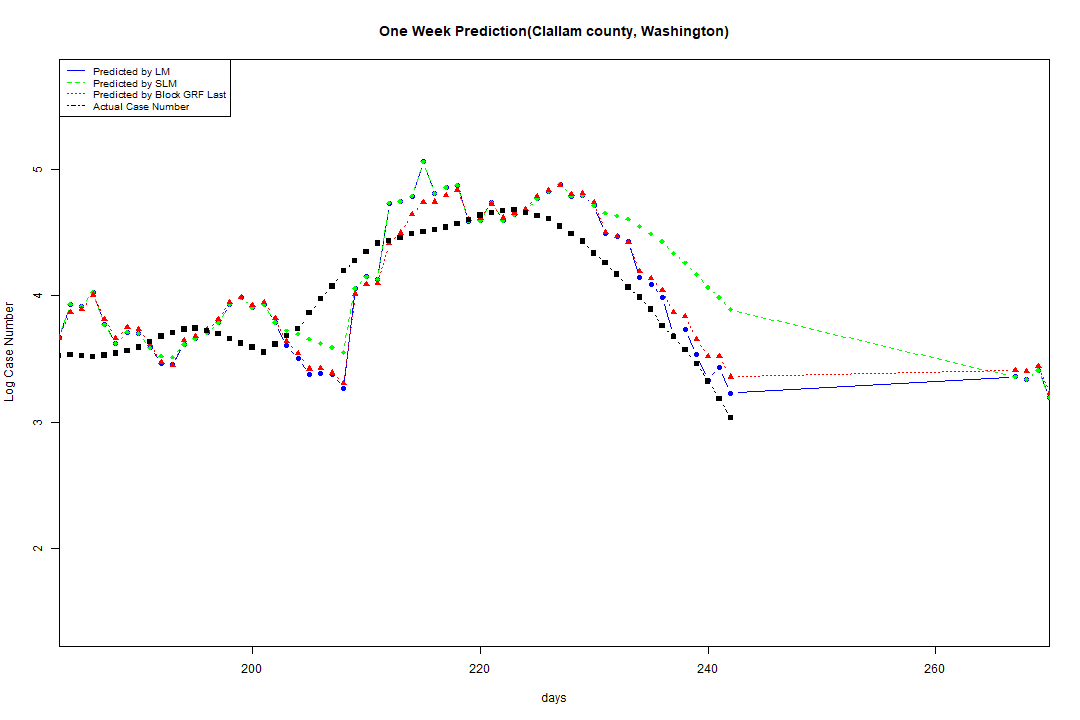 One Week Prediction(Clallam county, Washington)
Predicted by LM
Predicted by SLM
Predicted by Block GRF Last
Actual Case Number
Log Case Number
5
4
3
2
200
220
240
260
days